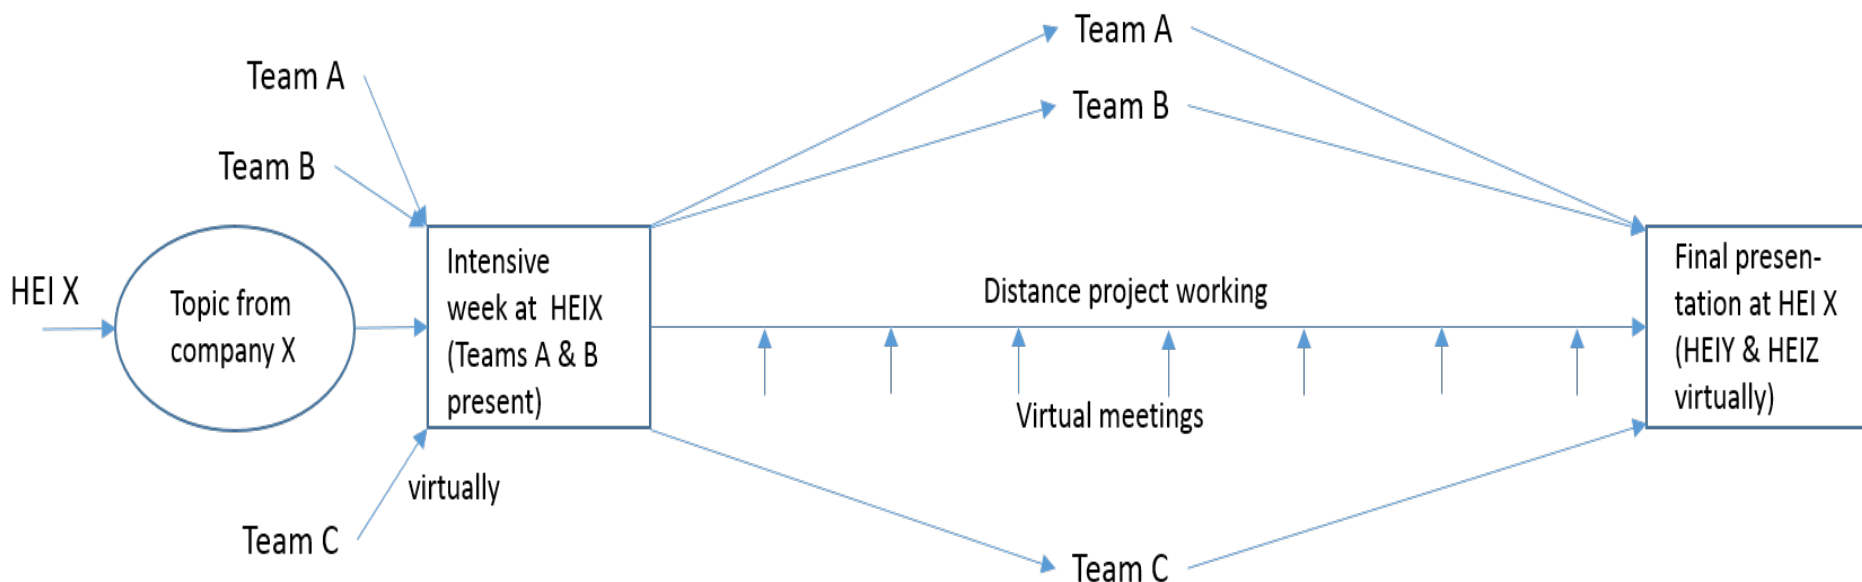 Team A
Team B
HEI X
Topic from
company X
Team C
virtually
Intensive
week at HEIX
(Teams A & B
present)
Team A
Team B
Distance project working
Virtual meetings
Team C
Final presen-
tation at HEI X
(HEIY & HEIZ
virtually)